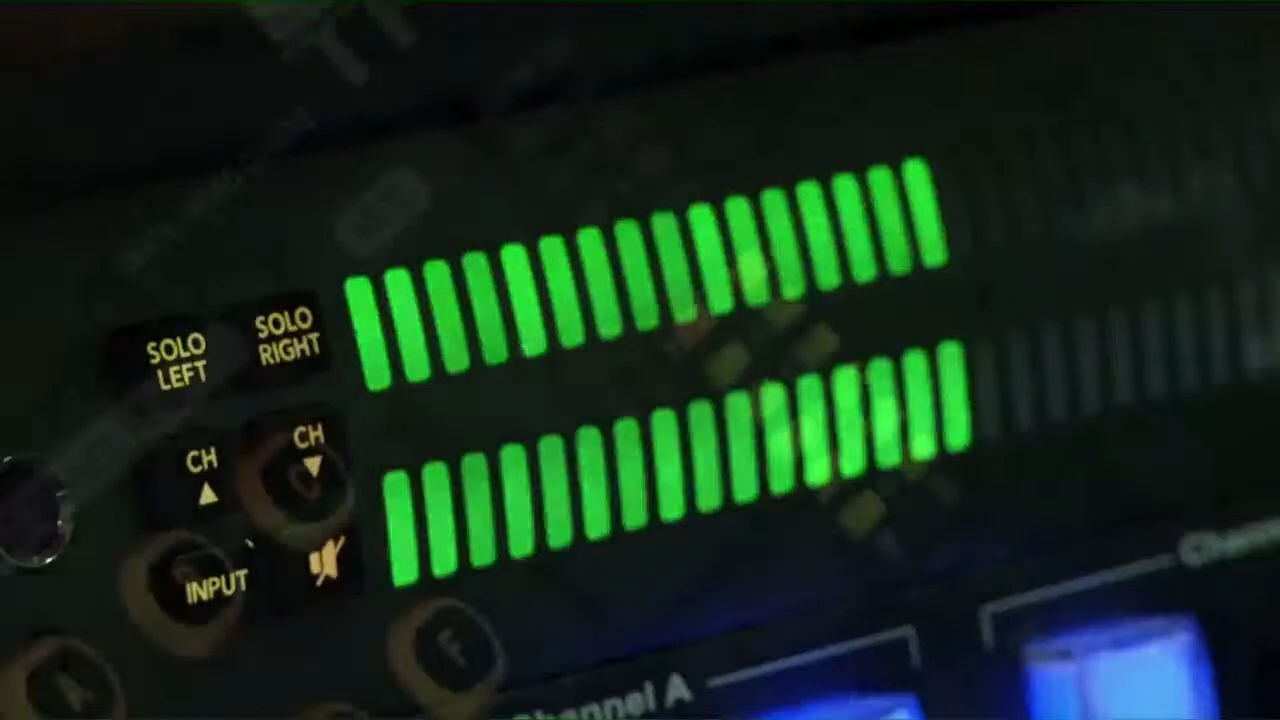 SOLO
LEFT
SOLO
RIGHT
CH
▲
CH
▼
INPUT
A
F
Channel A